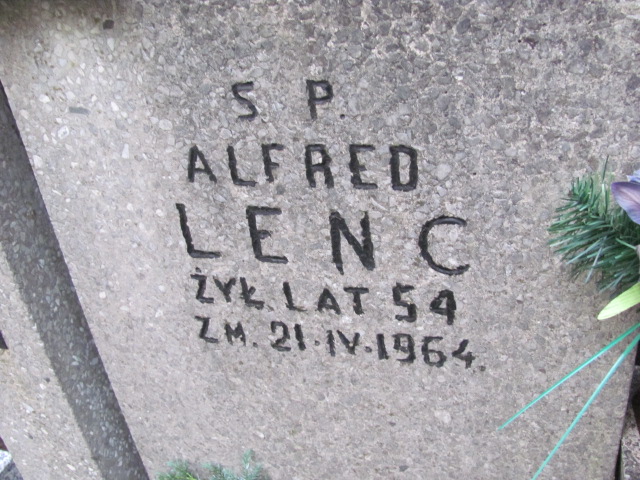 Ś P.
ALFRED
LENC
ŻYŁ. LAT 54
ZM. 21.IV.1964.